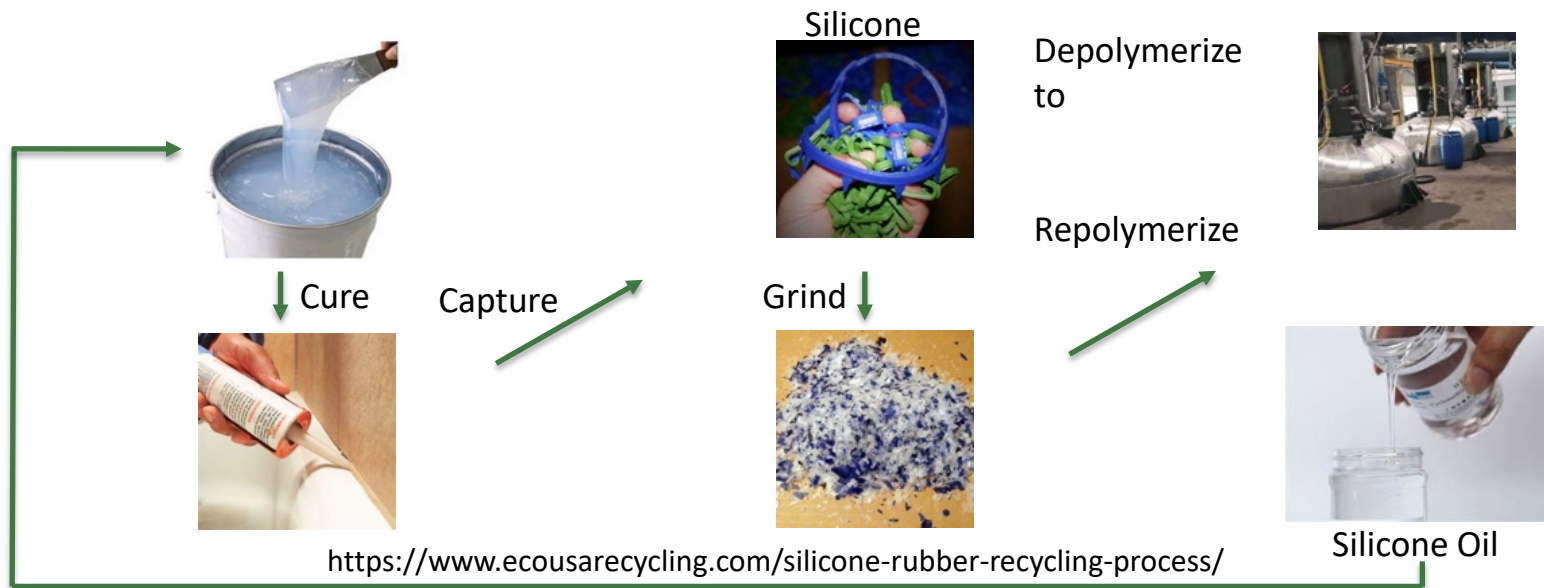 Silicone
Depolymerize
to
Repolymerize
Cure
Capture
Grind
https://www.ecousarecycling.com/silicone-rubber-recycling-process/
Silicone Oil